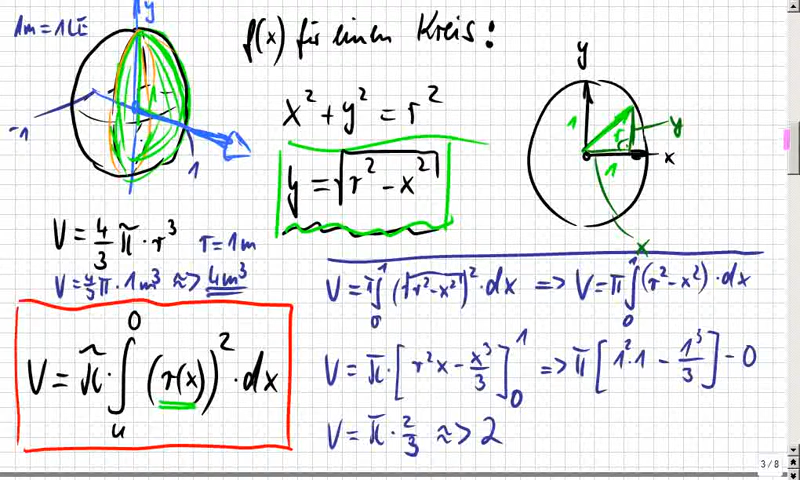 1m = 1LE
y
-1
1
1
f(x) für einen Kreis:
x² + y² = r²
y = √(r² - x²)
y
1
r
y
x
1
x
V = 4/3 π · r³ r = 1m
V = 4/3 π · 1m³ ≈> 4m³
V = π · ∫ᵤ⁰ (r(x))² · dx
V = π ∫₀¹ (√(r² - x²))² · dx => V = π ∫₀¹ (r² - x²) · dx
V = π · [r²x - x³/3]₀¹ => π [1² · 1 - 1³/3] - 0
V = π · 2/3 ≈> 2
3 / 8